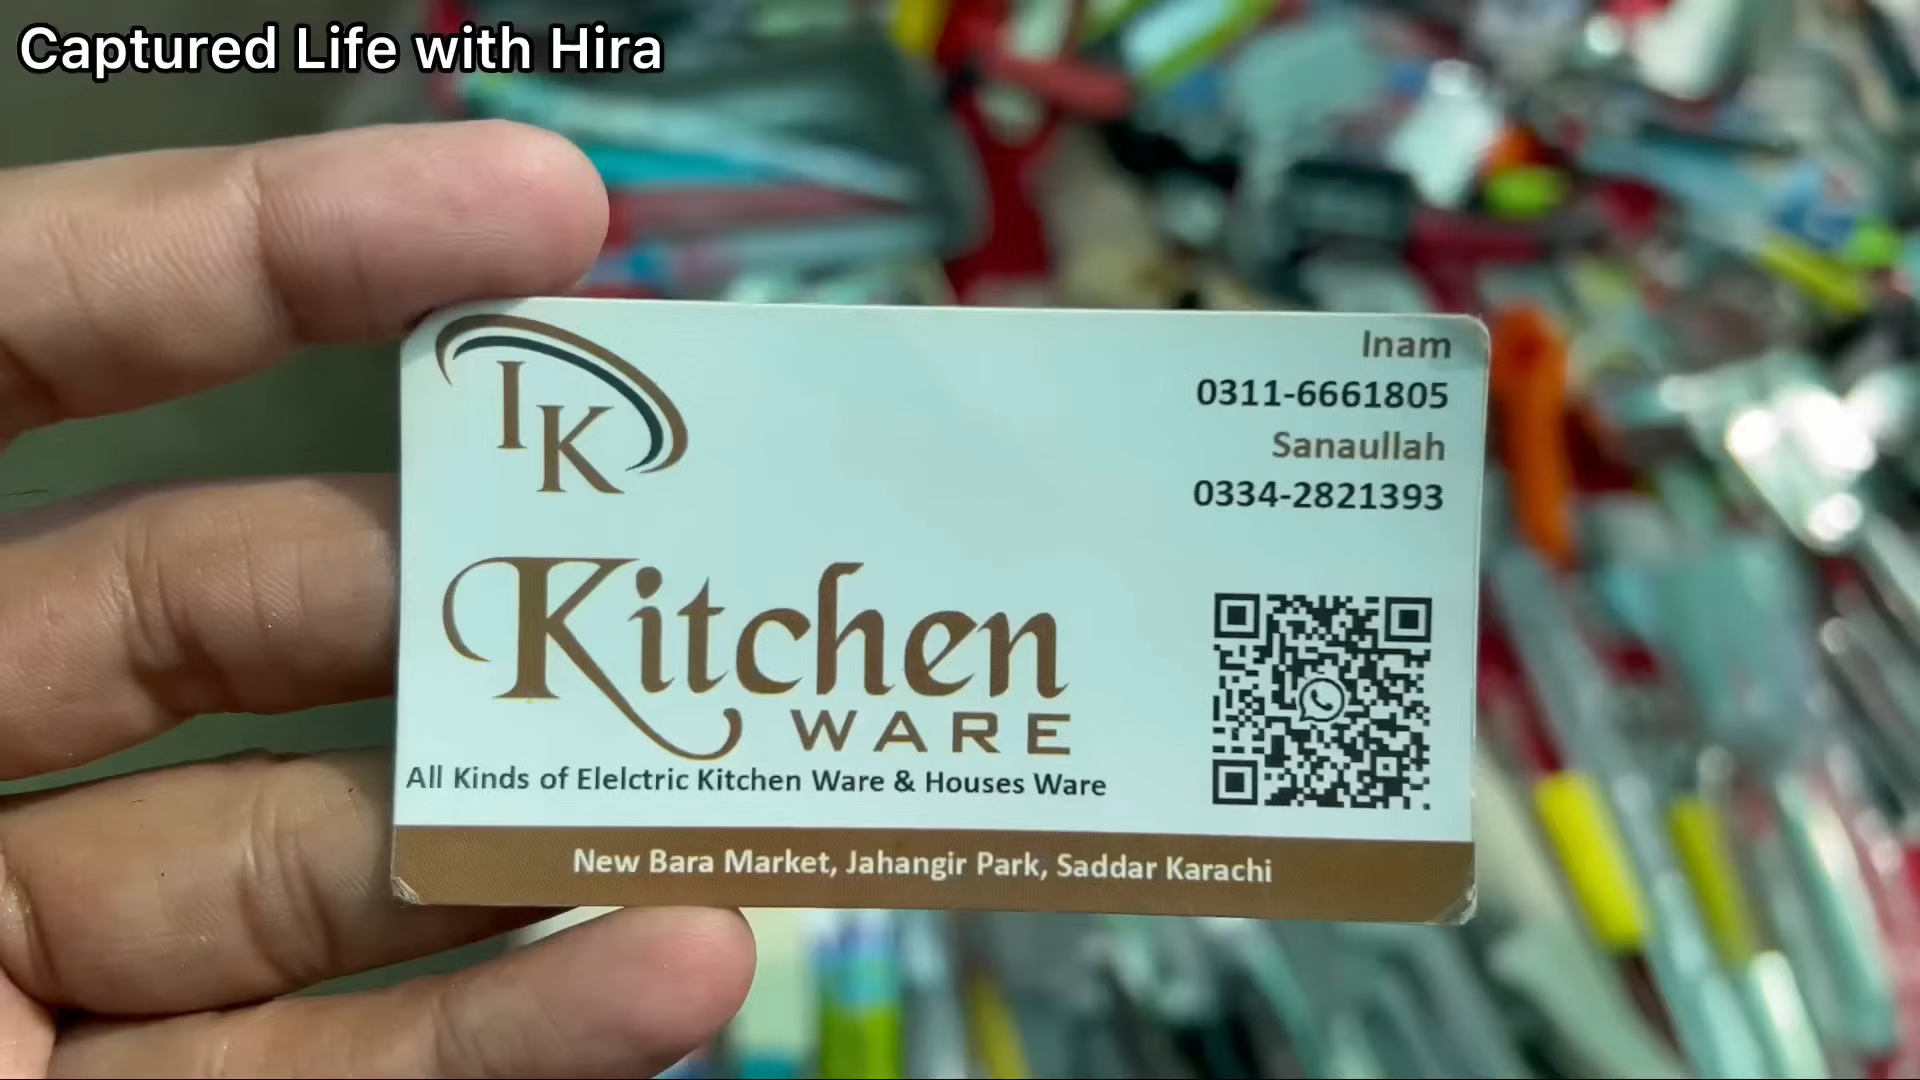 Captured Life with Hira
I
K
Inam
0311-6661805
Sanaullah
0334-2821393
Kitchen
WARE
All Kinds of Elelctric Kitchen Ware & Houses Ware
New Bara Market, Jahangir Park, Saddar Karachi